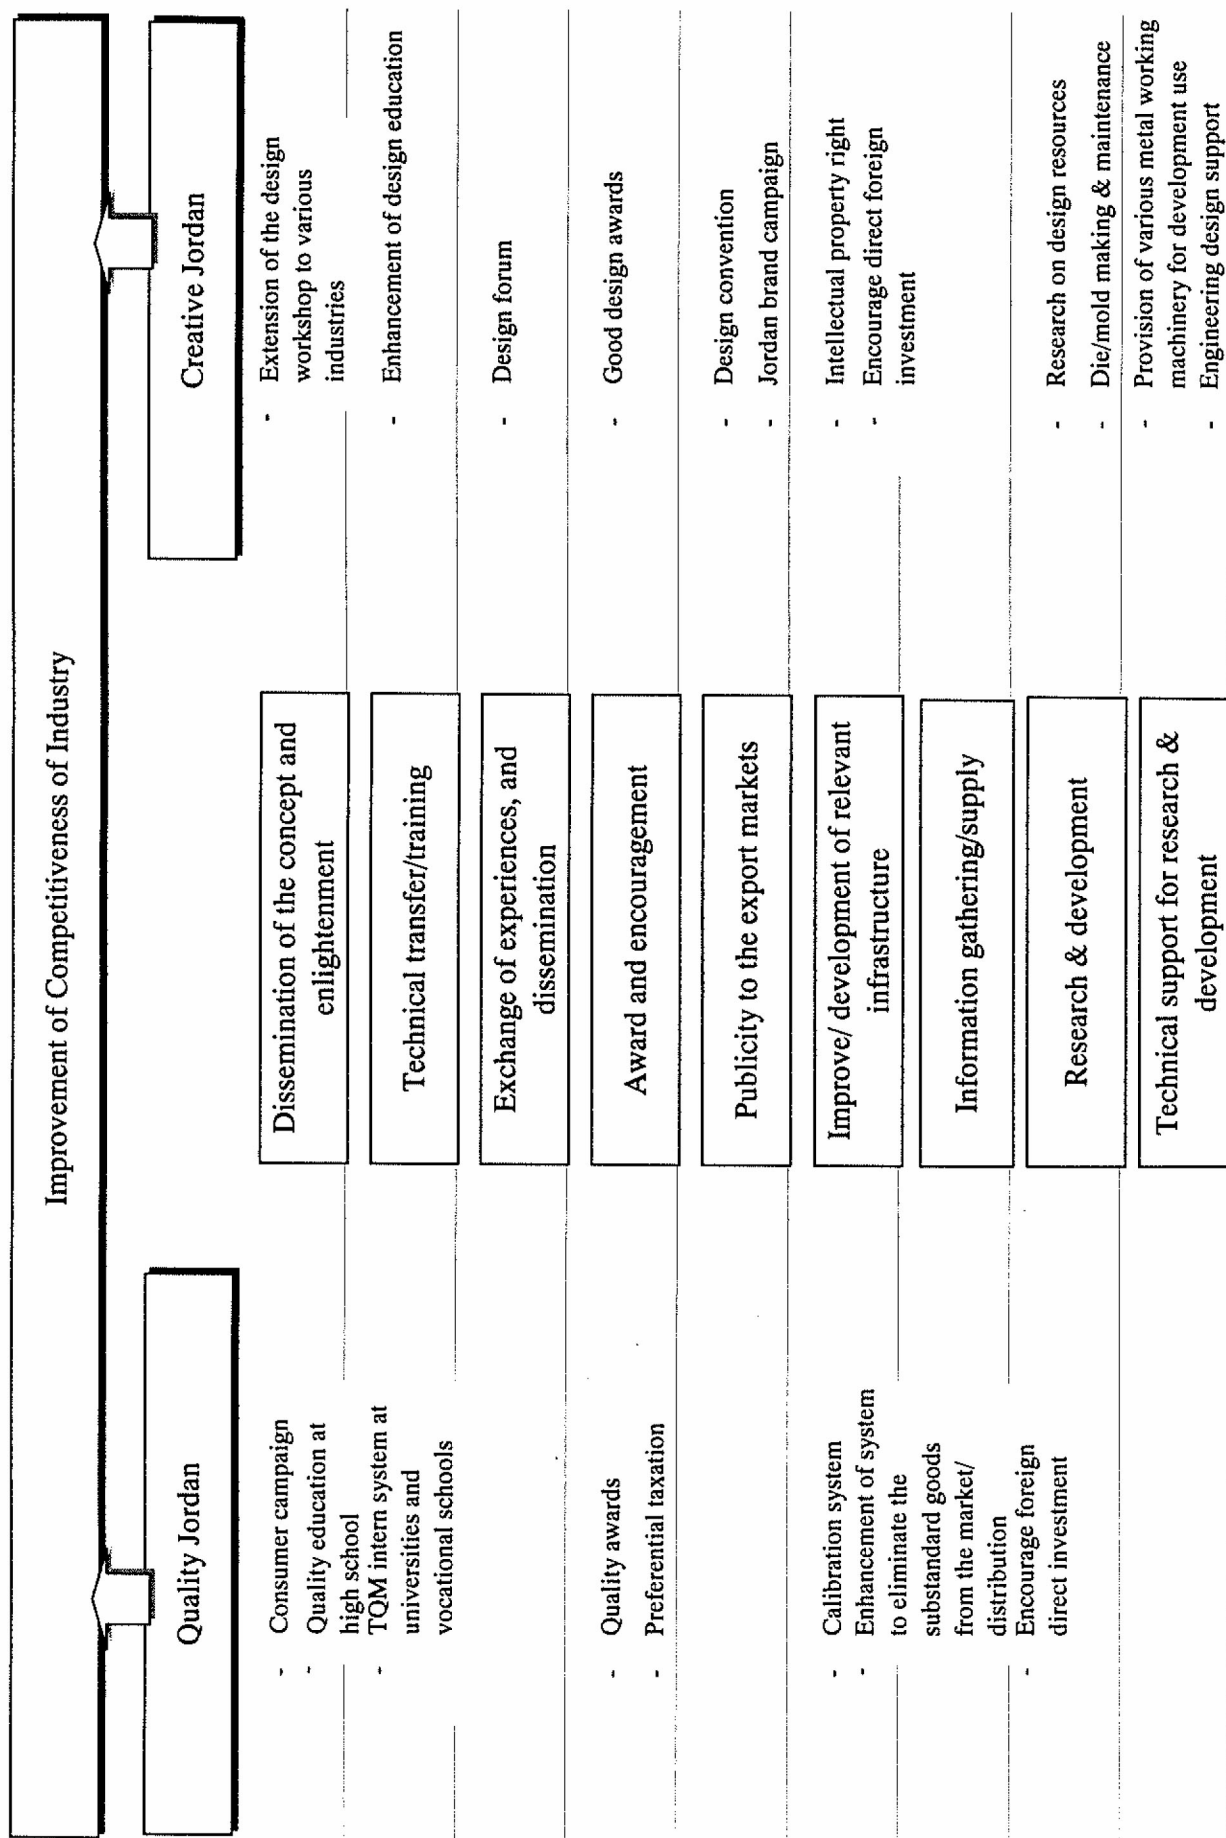 Improvement of Competitiveness of Industry
Quality Jordan
Creative Jordan
- Consumer campaign
- Quality education at
high school
Dissemination of the concept and
enlightenment
- Extension of the design
workshop to various
industries
- TQM intern system at
universities and
vocational schools
Technical transfer/training
- Enhancement of design education
Exchange of experiences, and
dissemination
- Design forum
- Quality awards
- Preferential taxation
Award and encouragement
- Good design awards
Publicity to the export markets
- Design convention
- Jordan brand campaign
- Calibration system
- Enhancement of system
to eliminate the
substandard goods
from the market/
distribution
- Encourage foreign
direct investment
Improve/ development of relevant
infrastructure
- Intellectual property right
- Encourage direct foreign
investment
Information gathering/supply
Research & development
- Research on design resources
- Die/mold making & maintenance
Technical support for research &
development
- Provision of various metal working
machinery for development use
- Engineering design support